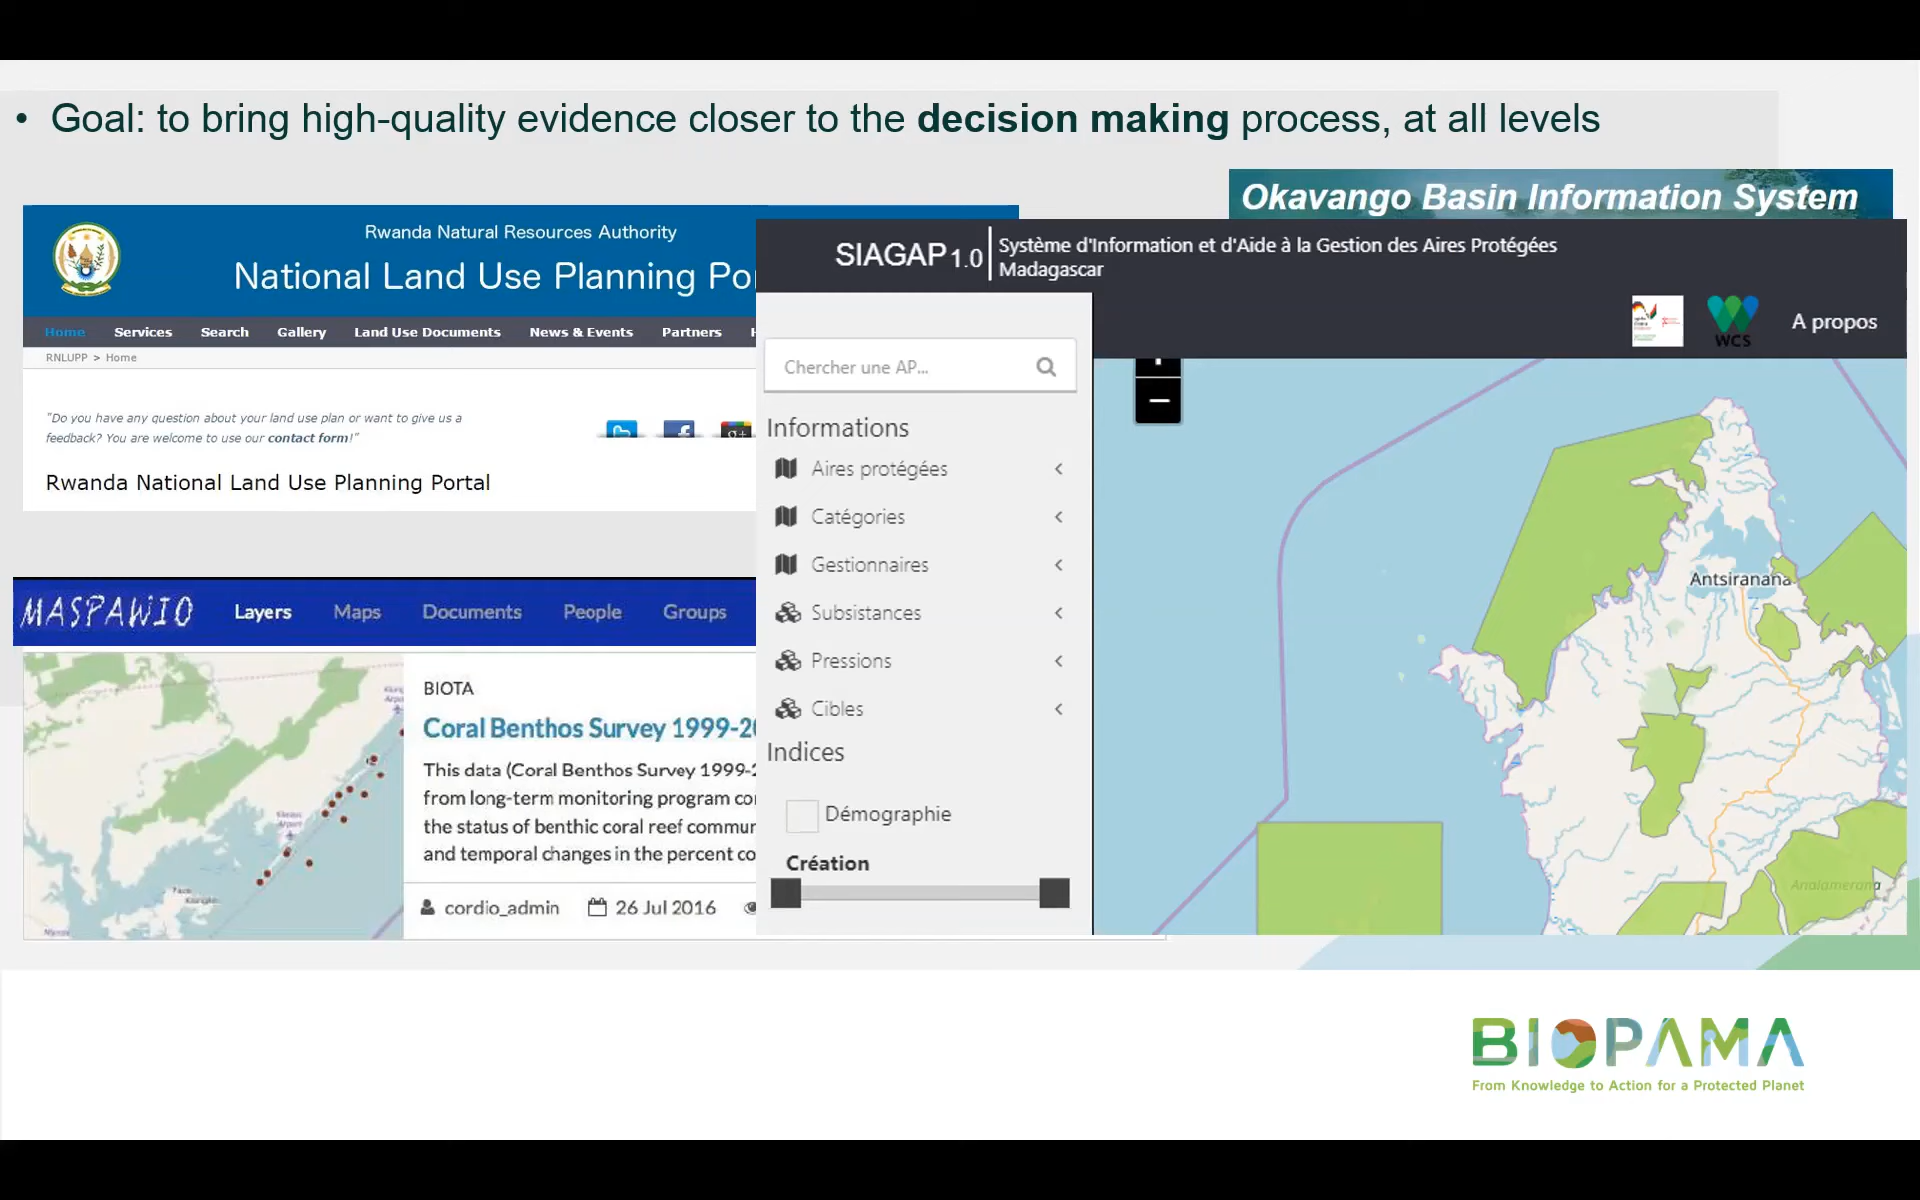 • Goal: to bring high-quality evidence closer to the decision making process, at all levels
Okavango Basin Information System
Rwanda Natural Resources Authority
National Land Use Planning Po
Home Services Search Gallery Land Use Documents News & Events Partners
RNLUPP > Home
"Do you have any question about your land use plan or want to give us a
feedback? You are welcome to use our contact form!"
Rwanda National Land Use Planning Portal
MASPAWIO Layers Maps Documents People Groups
BIOTA
Coral Benthos Survey 1999-20
This data (Coral Benthos Survey 1999-2
from long-term monitoring program co
the status of benthic coral reef commun
and temporal changes in the percent co
cordio_admin 26 Jul 2016
SIAGAP 1.0
Système d'Information et d'Aide à la Gestion des Aires Protégées
Madagascar
WCS
A propos
Chercher une AP...
Informations
Aires protégées
Catégories
Gestionnaires
Subsistances
Pressions
Cibles
Indices
Démographie
Création
Antsiranana
Analamerana
BIOPAMA
From Knowledge to Action for a Protected Planet